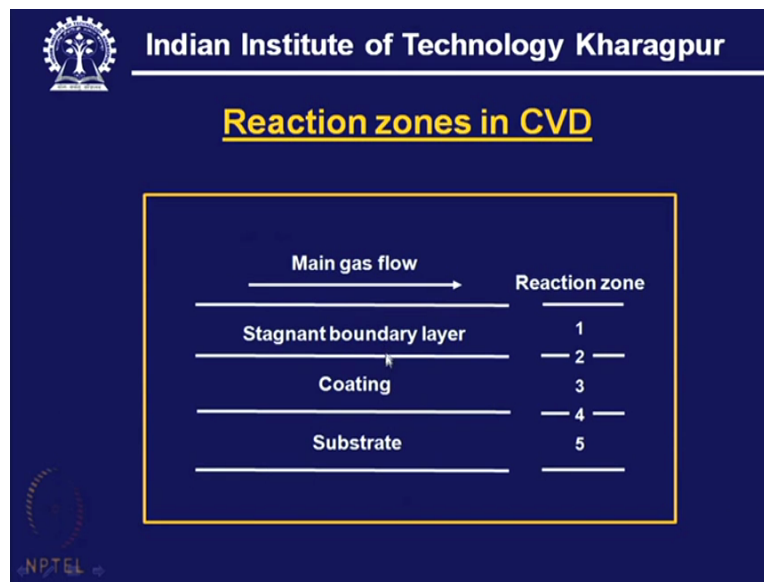 Indian Institute of Technology Kharagpur
Reaction zones in CVD
Main gas flow
Reaction zone
Stagnant boundary layer
1
2
Coating
3
4
Substrate
5
NPTEL